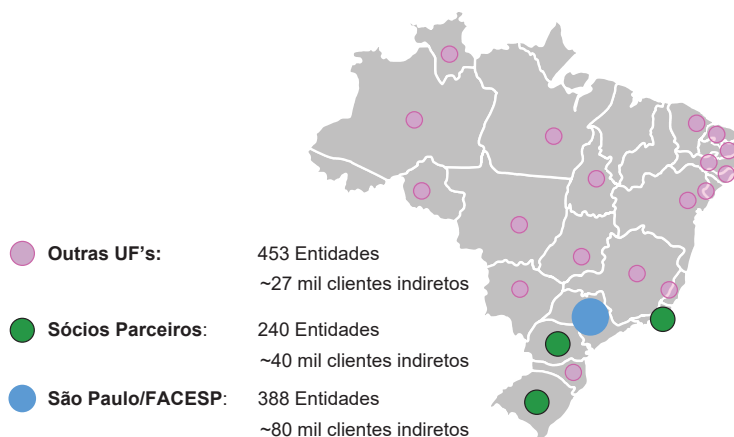 Outras UF's: 453 Entidades
~27 mil clientes indiretos
Sócios Parceiros: 240 Entidades
~40 mil clientes indiretos
São Paulo/FACESP: 388 Entidades
~80 mil clientes indiretos